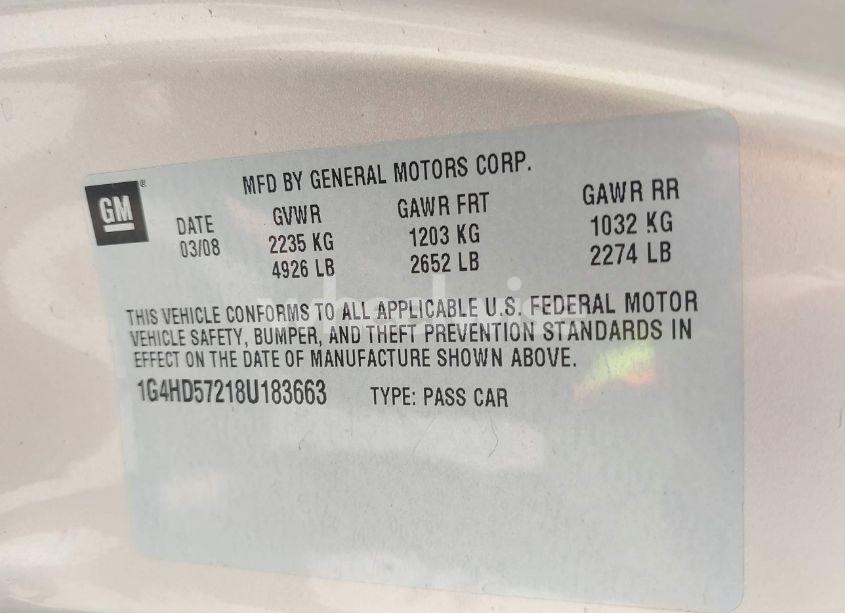 MFD BY GENERAL MOTORS CORP.
GM®
DATE GVWR GAWR FRT GAWR RR
03/08 2235 KG 1203 KG 1032 KG
4926 LB 2652 LB 2274 LB
THIS VEHICLE CONFORMS TO ALL APPLICABLE U.S. FEDERAL MOTOR
VEHICLE SAFETY, BUMPER, AND THEFT PREVENTION STANDARDS IN
EFFECT ON THE DATE OF MANUFACTURE SHOWN ABOVE.
1G4HD57218U183663 TYPE: PASS CAR